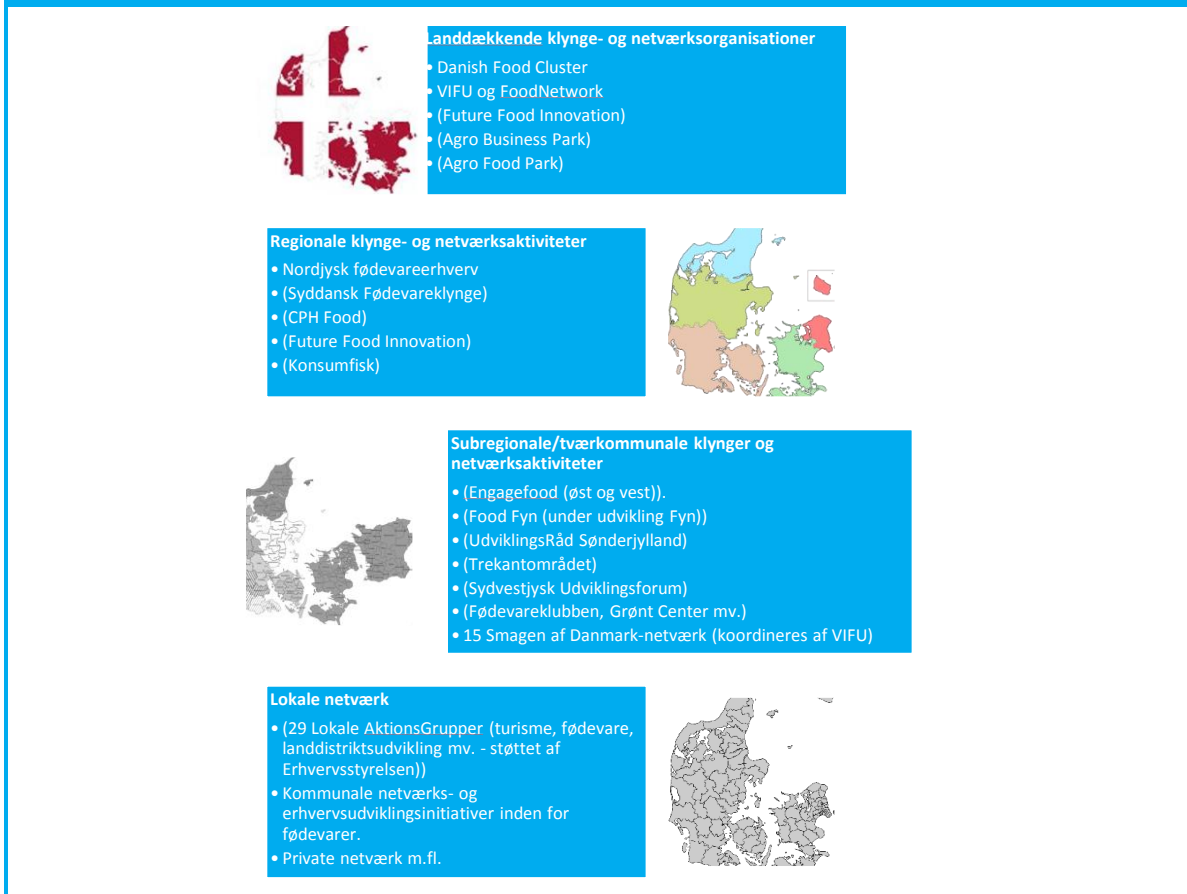 Landdækkende klynge- og netværksorganisationer
• Danish Food Cluster
• VIFU og FoodNetwork
• (Future Food Innovation)
• (Agro Business Park)
• (Agro Food Park)
Regionale klynge- og netværksaktiviteter
• Nordjysk fødevareerhverv
• (Syddansk Fødevareklynge)
• (CPH Food)
• (Future Food Innovation)
• (Konsumfisk)
Subregionale/tværkommunale klynger og
netværksaktiviteter
• (Engagefood (øst og vest)).
• (Food Fyn (under udvikling Fyn))
• (UdviklingsRåd Sønderjylland)
• (Trekantområdet)
• (Sydvestjysk Udviklingsforum)
• (Fødevareklubben, Grønt Center mv.)
• 15 Smagen af Danmark-netværk (koordineres af VIFU)
Lokale netværk
• (29 Lokale AktionsGrupper (turisme, fødevare,
landdistriktsudvikling mv. - støttet af
Erhvervsstyrelsen))
• Kommunale netværks- og
erhvervsudviklingsinitiativer inden for
fødevarer.
• Private netværk m.fl.